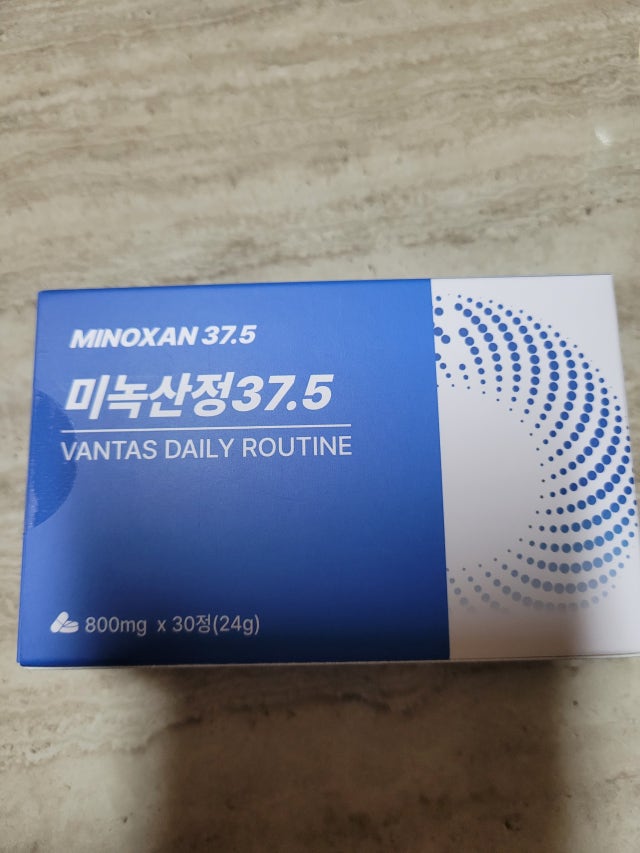 MINOXAN 37.5
미녹산정37.5
VANTAS DAILY ROUTINE
800mg x 30정(24g)